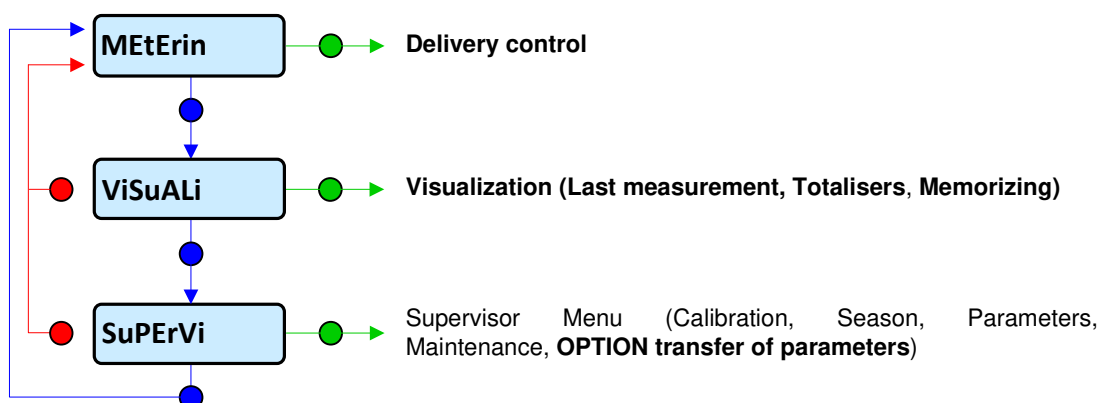 MEtErin
Delivery control
ViSuALi
Visualization (Last measurement, Totalisers, Memorizing)
SuPErVi
Supervisor Menu (Calibration, Season, Parameters,
Maintenance, OPTION transfer of parameters)